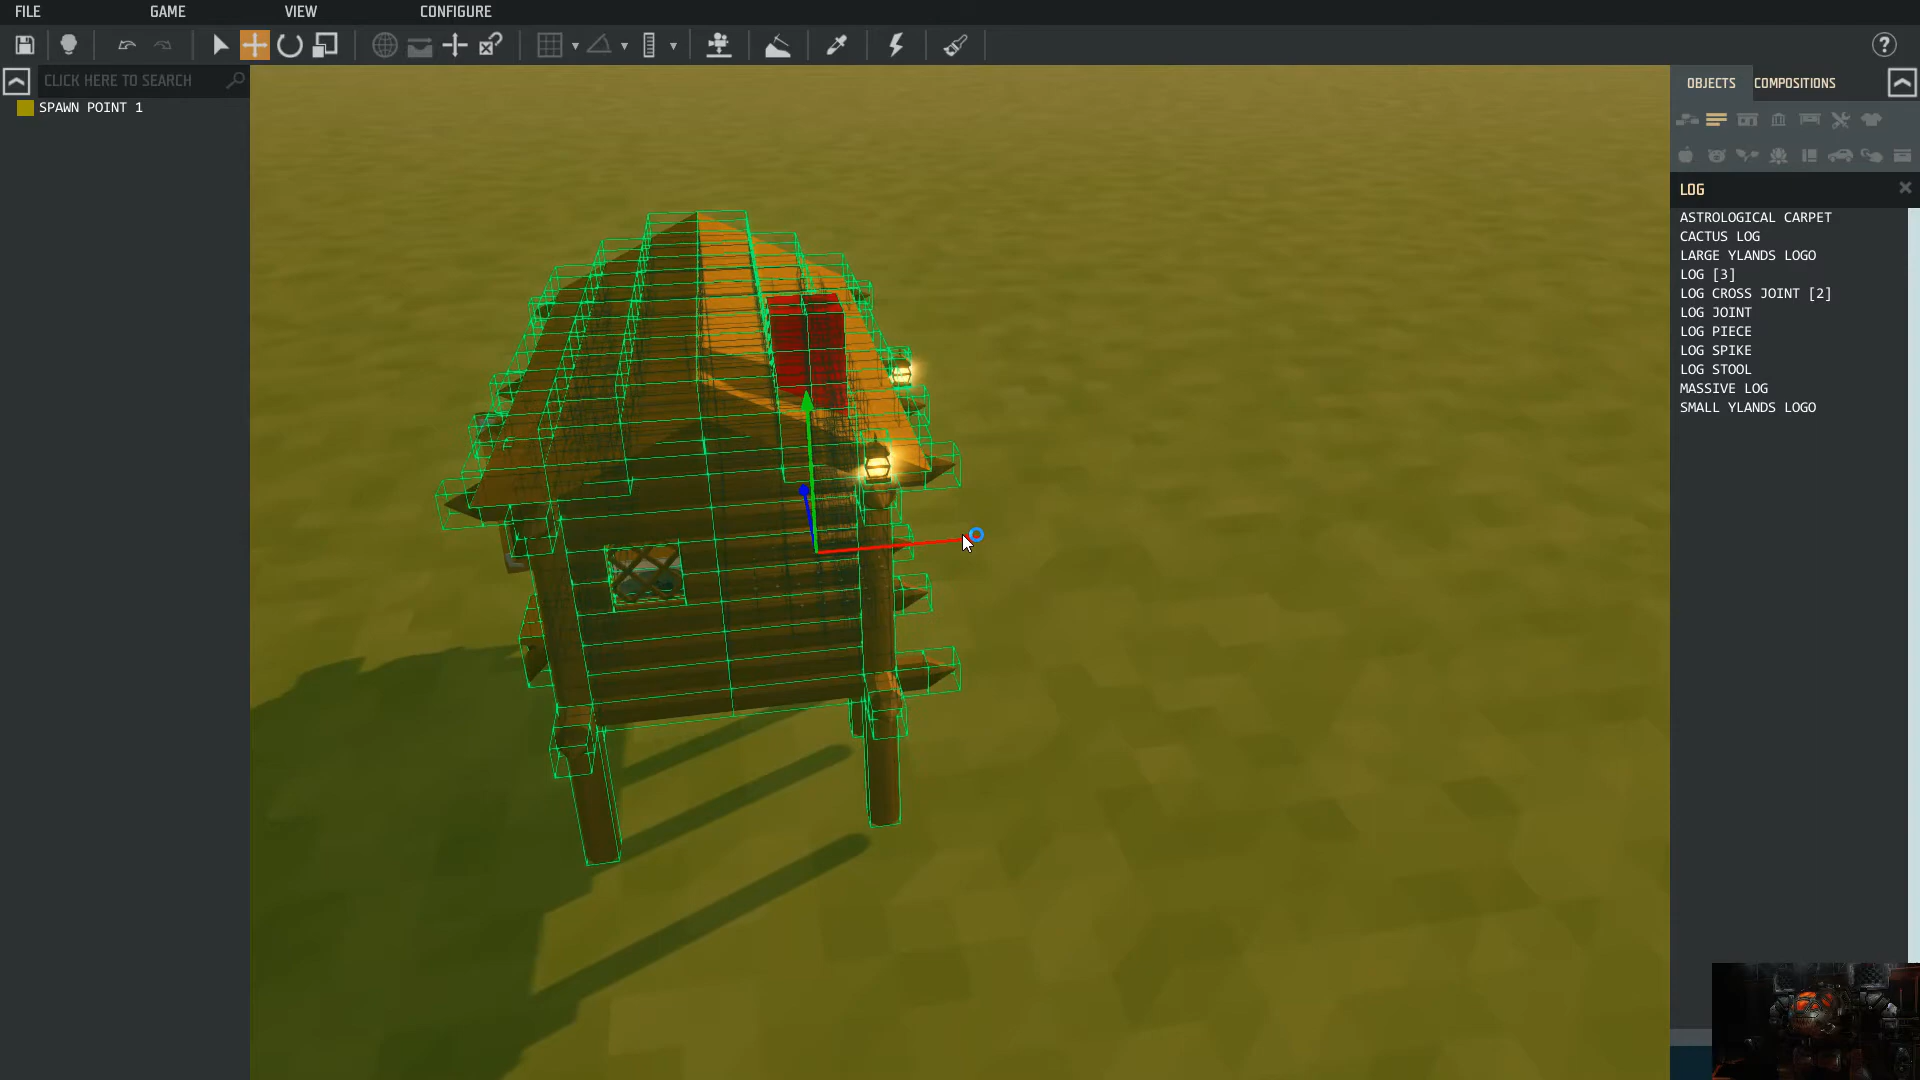 FILE GAME VIEW CONFIGURE
CLICK HERE TO SEARCH
SPAWN POINT 1
OBJECTS COMPOSITIONS
LOG
ASTROLOGICAL CARPET
CACTUS LOG
LARGE YLANDS LOGO
LOG [3]
LOG CROSS JOINT [2]
LOG JOINT
LOG PIECE
LOG SPIKE
LOG STOOL
MASSIVE LOG
SMALL YLANDS LOGO